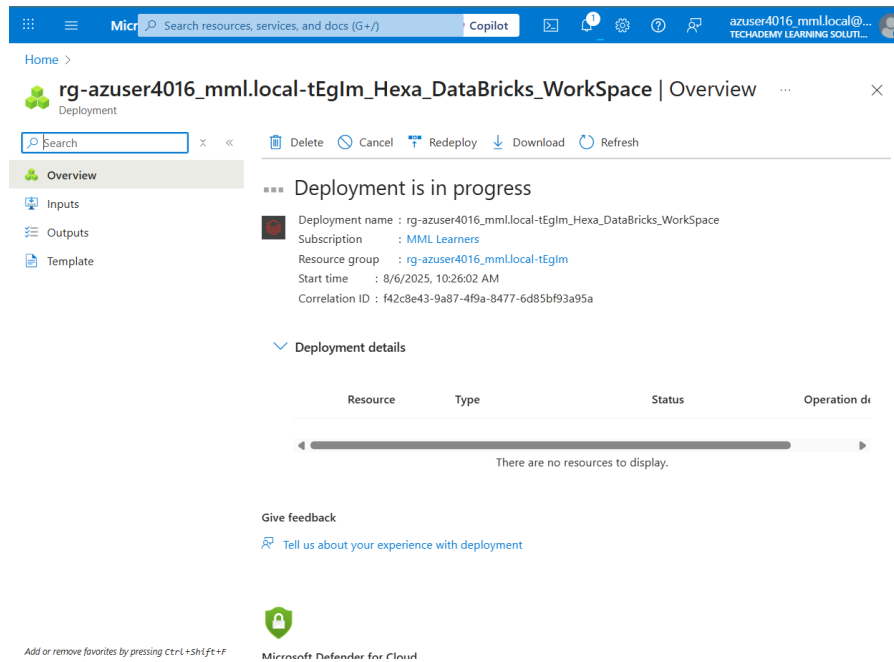 Micr Search resources, services, and docs (G+/) Copilot 1 azuser4016_mml.local@...
TECHADEMY LEARNING SOLUTI...
Home >
rg-azuser4016_mml.local-tEgIm_Hexa_DataBricks_WorkSpace | Overview ...
Deployment
Search
Delete Cancel Redeploy Download Refresh
Overview
Inputs
Outputs
Template
Deployment is in progress
Deployment name : rg-azuser4016_mml.local-tEgIm_Hexa_DataBricks_WorkSpace
Subscription : MML Learners
Resource group : rg-azuser4016_mml.local-tEgIm
Start time : 8/6/2025, 10:26:02 AM
Correlation ID : f42c8e43-9a87-4f9a-8477-6d85bf93a95a
Deployment details
Resource Type Status Operation de
There are no resources to display.
Give feedback
Tell us about your experience with deployment
Add or remove favorites by pressing Ctrl+Shift+F
Microsoft Defender for Cloud